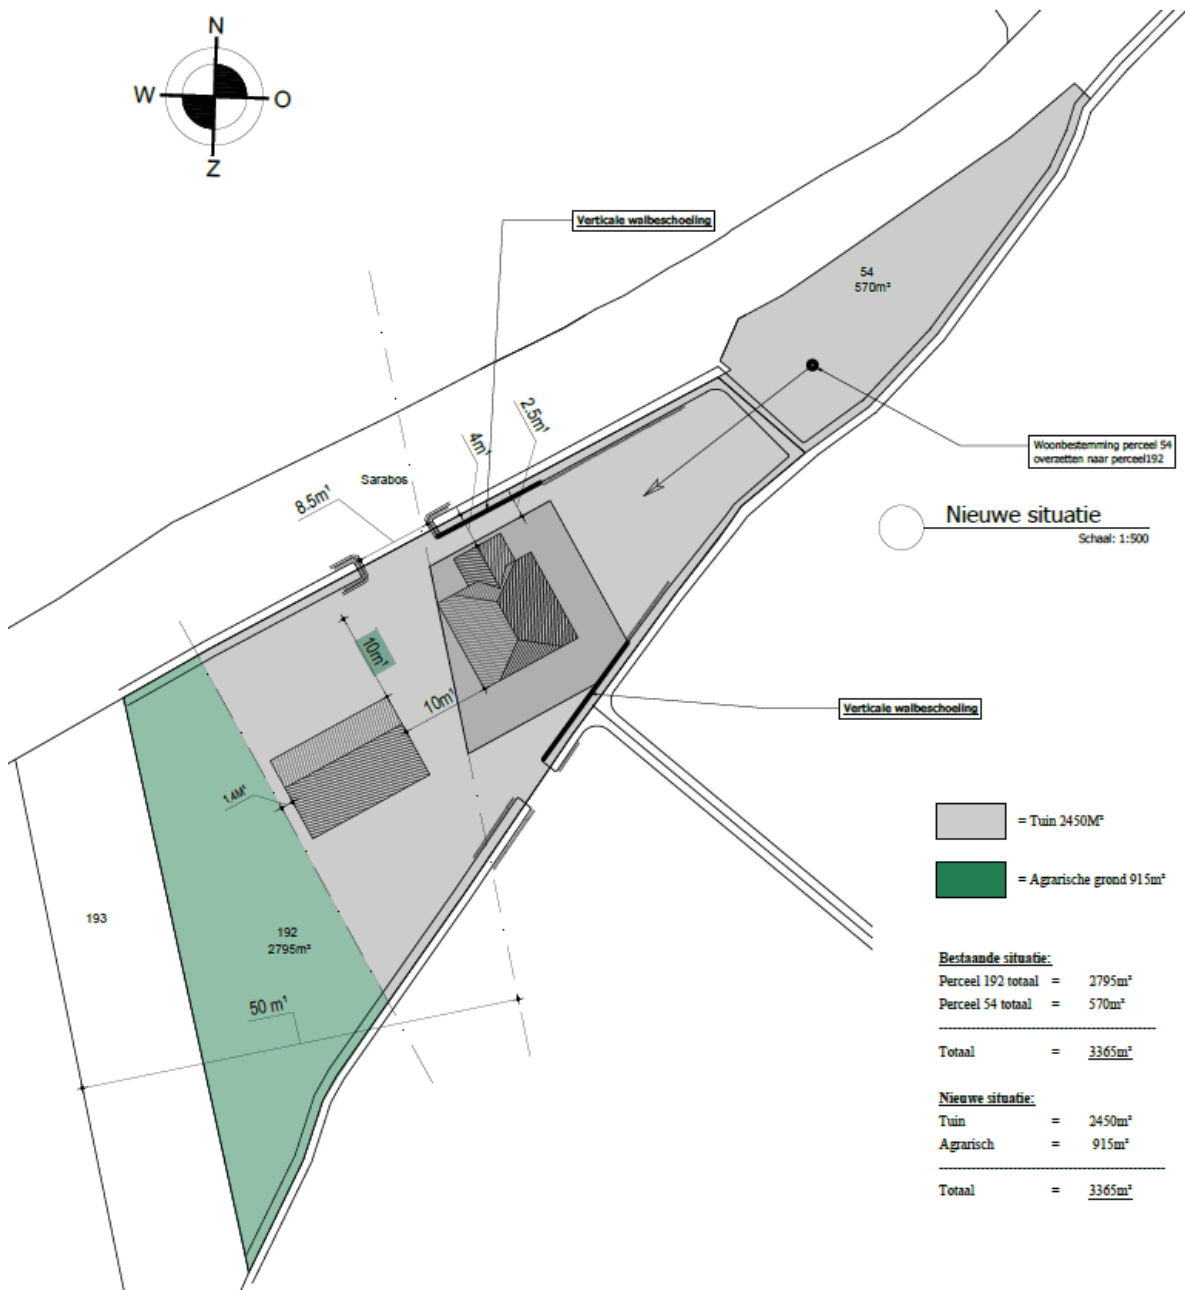 N
W
O
Z
Verticale walbeschoeiing
54
570m²
2.5m¹
4m¹
Sarabos
8.5m¹
Woonbestemming perceel 54
overzetten naar perceel192
Nieuwe situatie
Schaal: 1:500
10m¹
10m¹
Verticale walbeschoeiing
1.4M¹
= Tuin 2450M²
= Agrarische grond 915m²
193
192
2795m²
50 m¹
Bestaande situatie:
Perceel 192 totaal = 2795m²
Perceel 54 totaal = 570m²
Totaal = 3365m²
Nieuwe situatie:
Tuin = 2450m²
Agrarisch = 915m²
Totaal = 3365m²